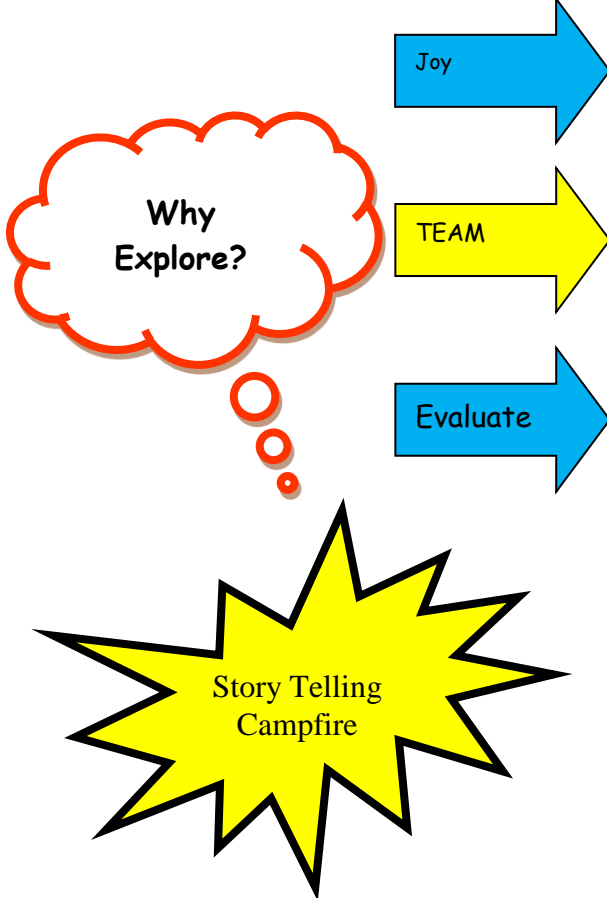 Joy
Why
Explore?
TEAM
Evaluate
Story Telling
Campfire